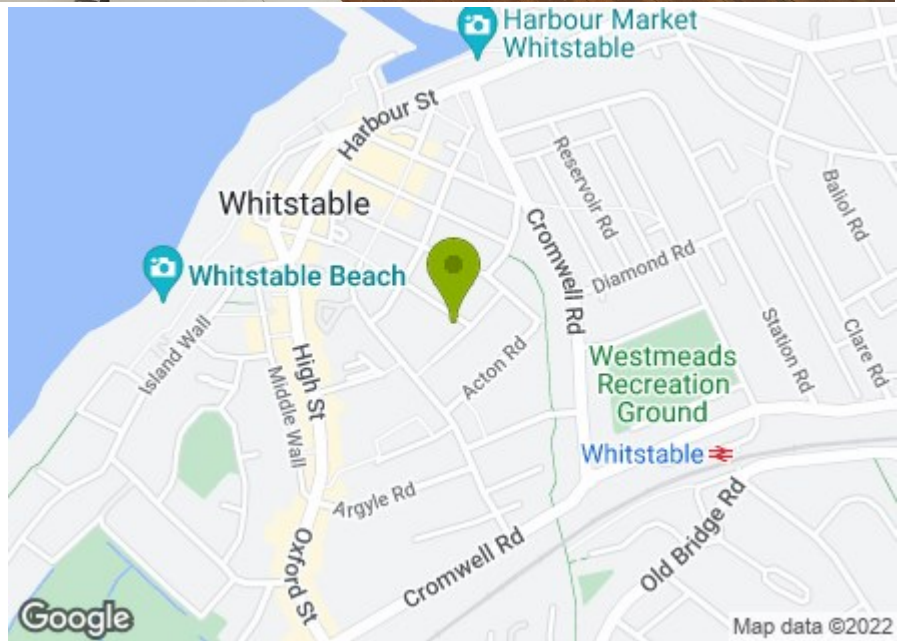 Harbour Market
Whitstable
Harbour St
Reservoir Rd
Baliol Rd
Whitstable
Cromwell Rd
Diamond Rd
Whitstable Beach
Island Wall
High St
Middle Wall
Acton Rd
Station Rd
Clare Rd
Westmeads
Recreation
Ground
Whitstable
Argyle Rd
Old Bridge Rd
Oxford St
Cromwell Rd
Google
Map data ©2022